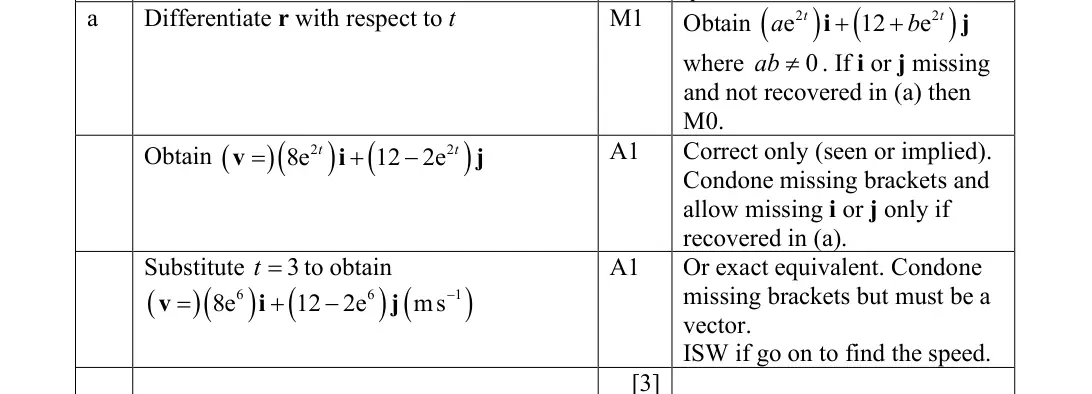 a Differentiate r with respect to t M1 Obtain (ae^{2t})i+(12+be^{2t})j
where ab ≠ 0. If i or j missing
and not recovered in (a) then
M0.
Obtain (v =)(8e^{2t})i+(12−2e^{2t})j A1 Correct only (seen or implied).
Condone missing brackets and
allow missing i or j only if
recovered in (a).
Substitute t = 3 to obtain A1 Or exact equivalent. Condone
(v =)(8e^6)i+(12−2e^6)j(ms^{−1}) missing brackets but must be a
vector.
ISW if go on to find the speed.
[3]